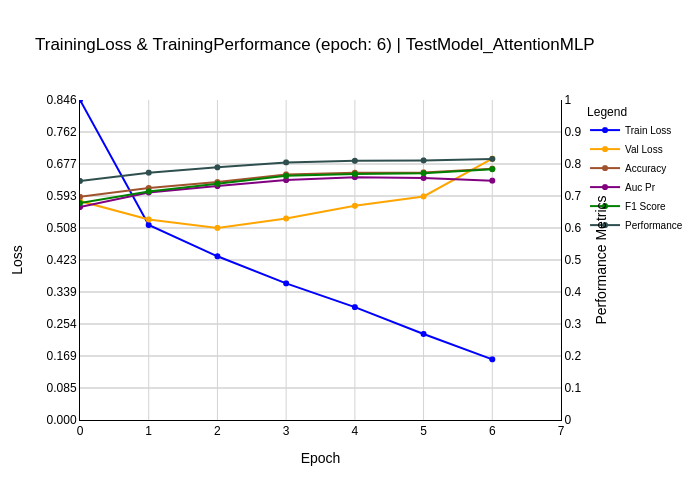 TrainingLoss & TrainingPerformance (epoch: 6) | TestModel_AttentionMLP
0.846
0.762
0.677
0.593
0.508
0.423
0.339
0.254
0.169
0.085
0.000
Loss
0 1 2 3 4 5 6 7
Epoch
1
0.9
0.8
0.7
0.6
0.5
0.4
0.3
0.2
0.1
0
Performance Metrics
Legend
Train Loss
Val Loss
Accuracy
Auc Pr
F1 Score
Performance